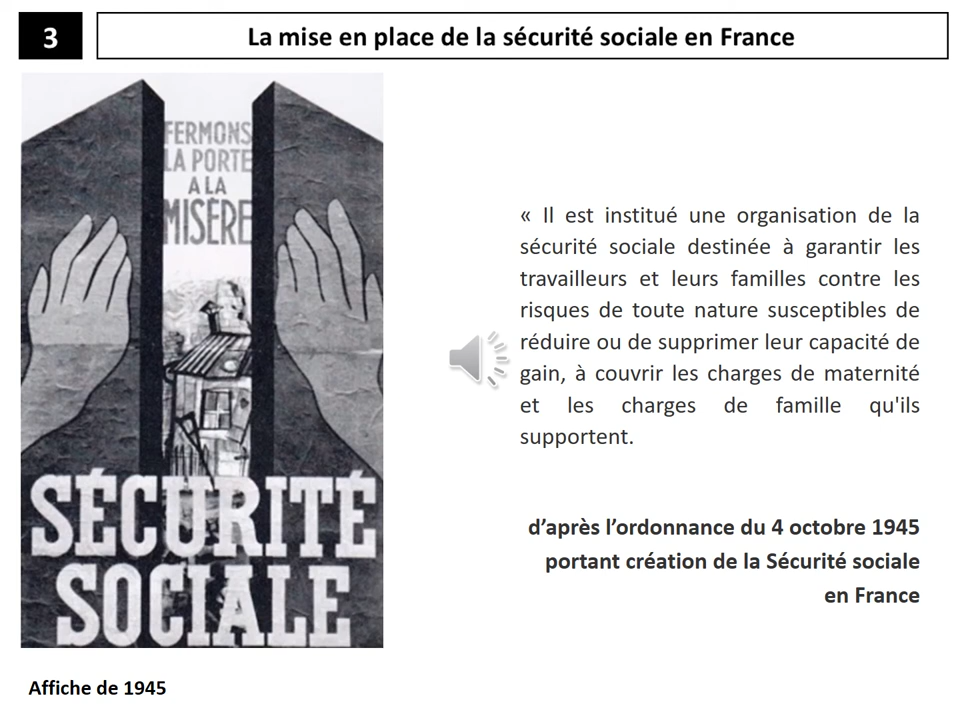 3
La mise en place de la sécurité sociale en France
FERMONS
LA PORTE
A LA
MISÈRE
SÉCURITÉ
SOCIALE
Affiche de 1945
« Il est institué une organisation de la
sécurité sociale destinée à garantir les
travailleurs et leurs familles contre les
risques de toute nature susceptibles de
réduire ou de supprimer leur capacité de
gain, à couvrir les charges de maternité
et les charges de famille qu'ils
supportent.
d’après l’ordonnance du 4 octobre 1945
portant création de la Sécurité sociale
en France